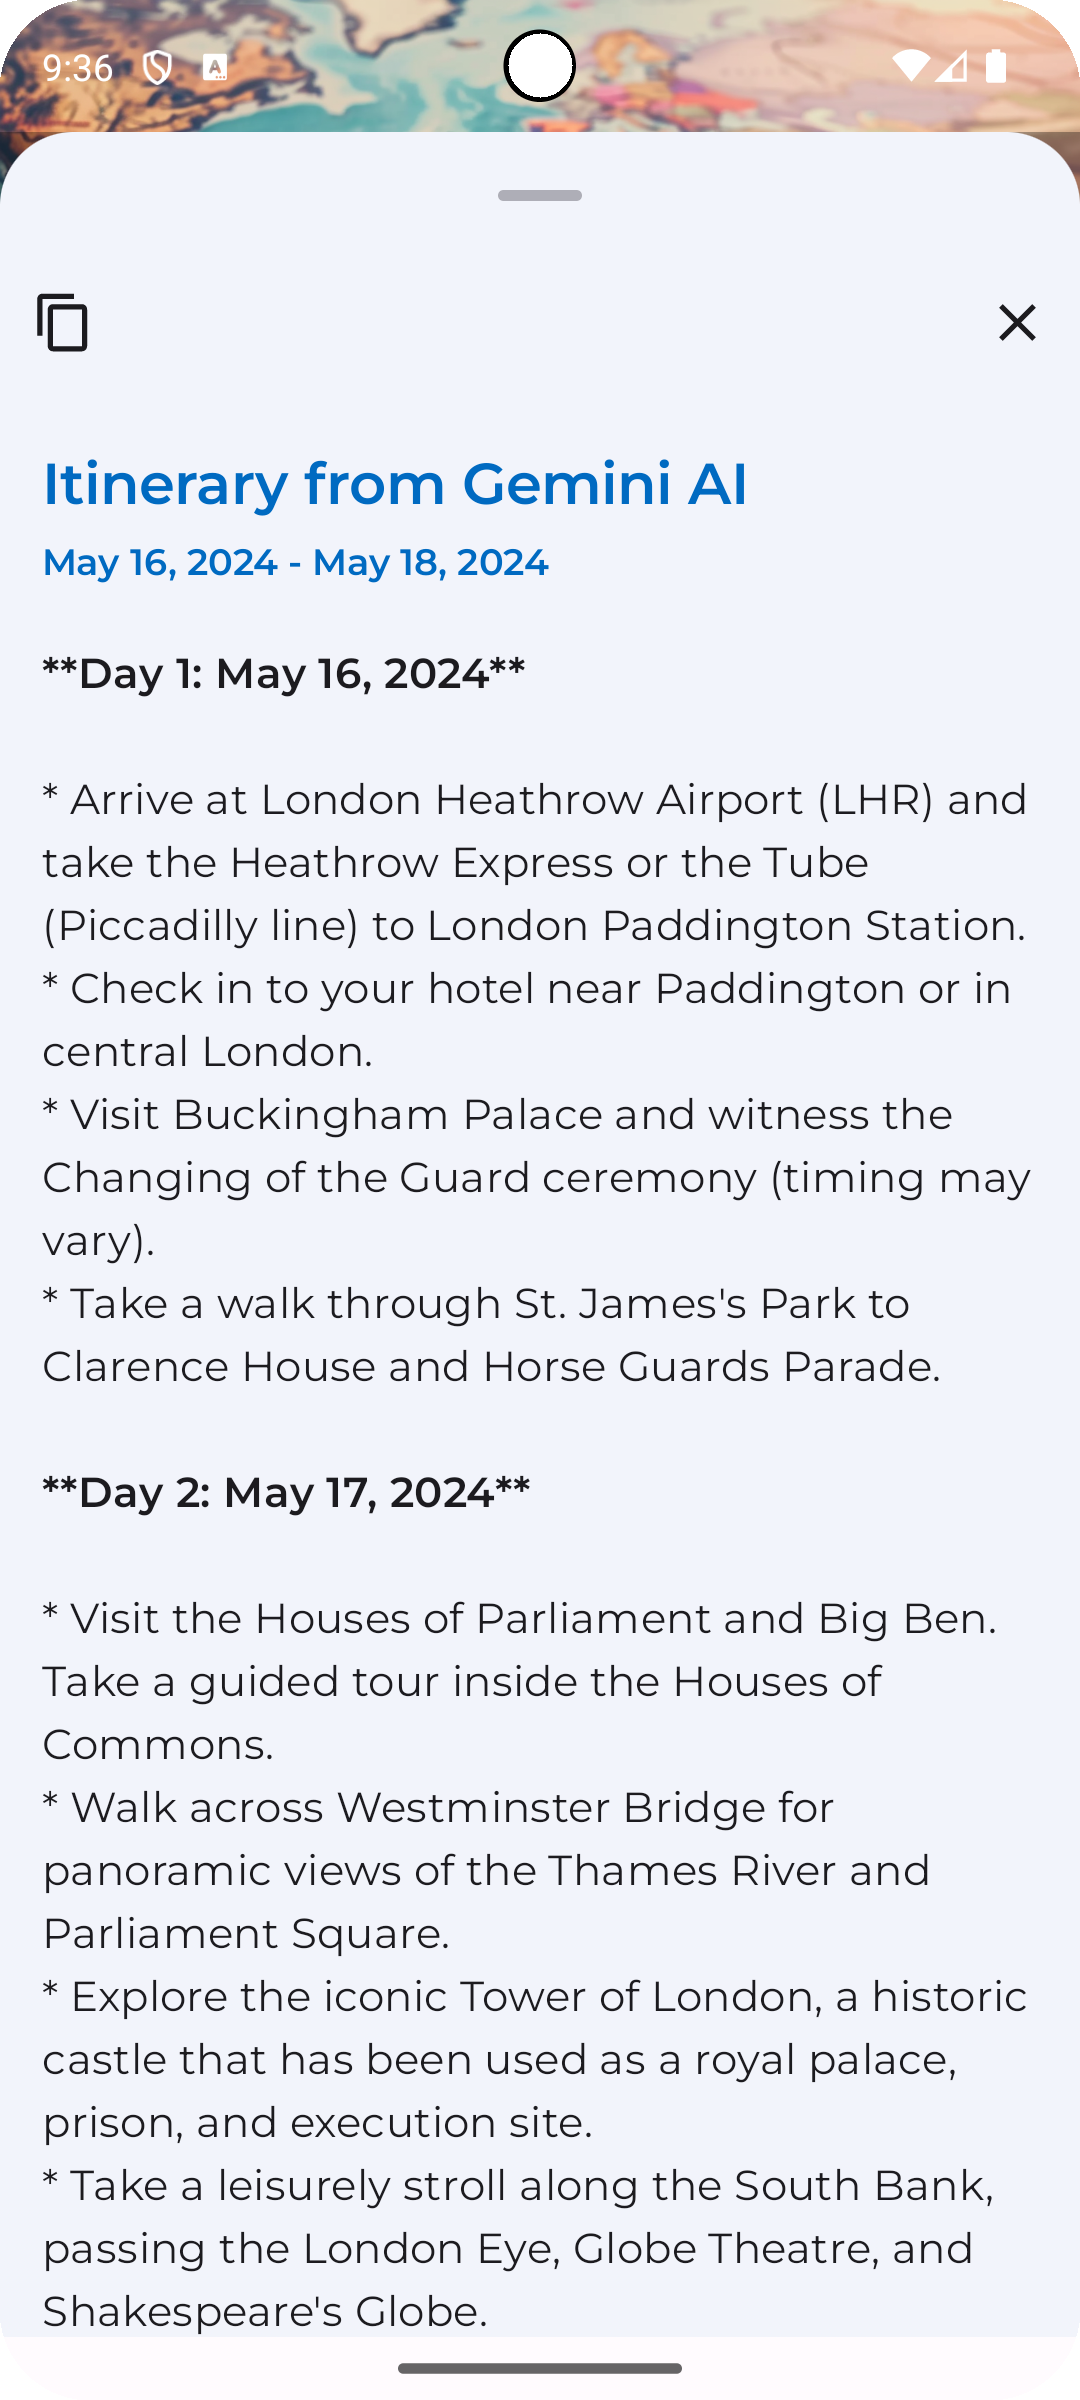 9:36
Itinerary from Gemini AI
May 16, 2024 - May 18, 2024
**Day 1: May 16, 2024**
* Arrive at London Heathrow Airport (LHR) and
take the Heathrow Express or the Tube
(Piccadilly line) to London Paddington Station.
* Check in to your hotel near Paddington or in
central London.
* Visit Buckingham Palace and witness the
Changing of the Guard ceremony (timing may
vary).
* Take a walk through St. James's Park to
Clarence House and Horse Guards Parade.
**Day 2: May 17, 2024**
* Visit the Houses of Parliament and Big Ben.
Take a guided tour inside the Houses of
Commons.
* Walk across Westminster Bridge for
panoramic views of the Thames River and
Parliament Square.
* Explore the iconic Tower of London, a historic
castle that has been used as a royal palace,
prison, and execution site.
* Take a leisurely stroll along the South Bank,
passing the London Eye, Globe Theatre, and
Shakespeare's Globe.